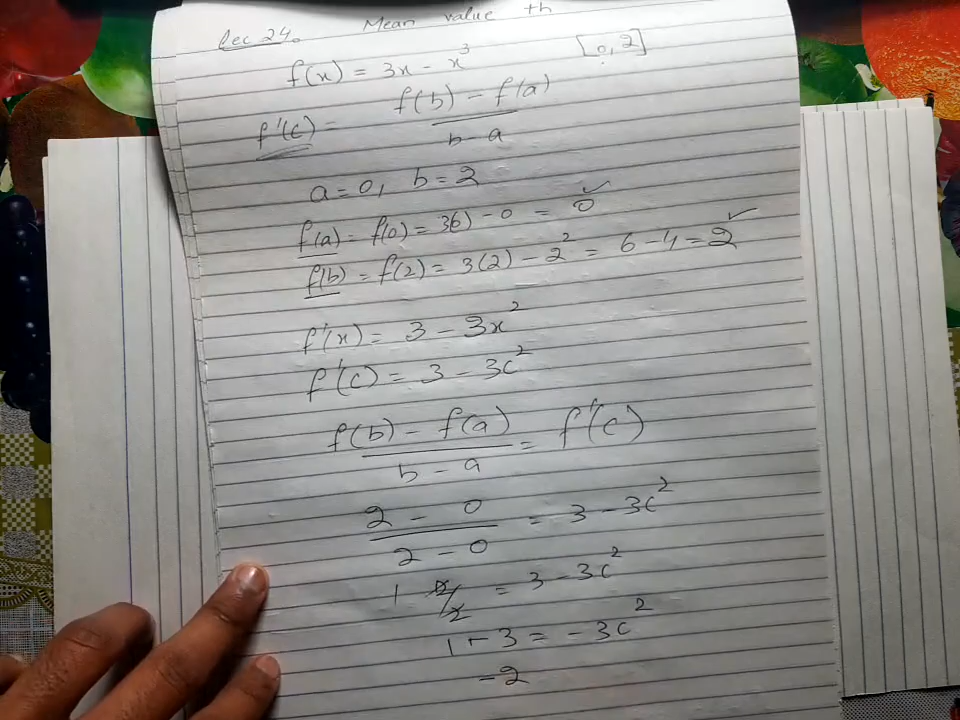 Lec 24. Mean value th
f(x) = 3x - x³ [0, 2]
f'(c) = f(b) - f(a) / b - a
a = 0, b = 2
f(a) = f(0) = 3(0) - 0 = 0 ✓
f(b) = f(2) = 3(2) - 2² = 6 - 4 = 2 ✓
f'(x) = 3 - 3x²
f'(c) = 3 - 3c²
f(b) - f(a) / b - a = f'(c)
2 - 0 / 2 - 0 = 3 - 3c²
1 2/2 = 3 - 3c²
1 - 3 = -3c²
-2